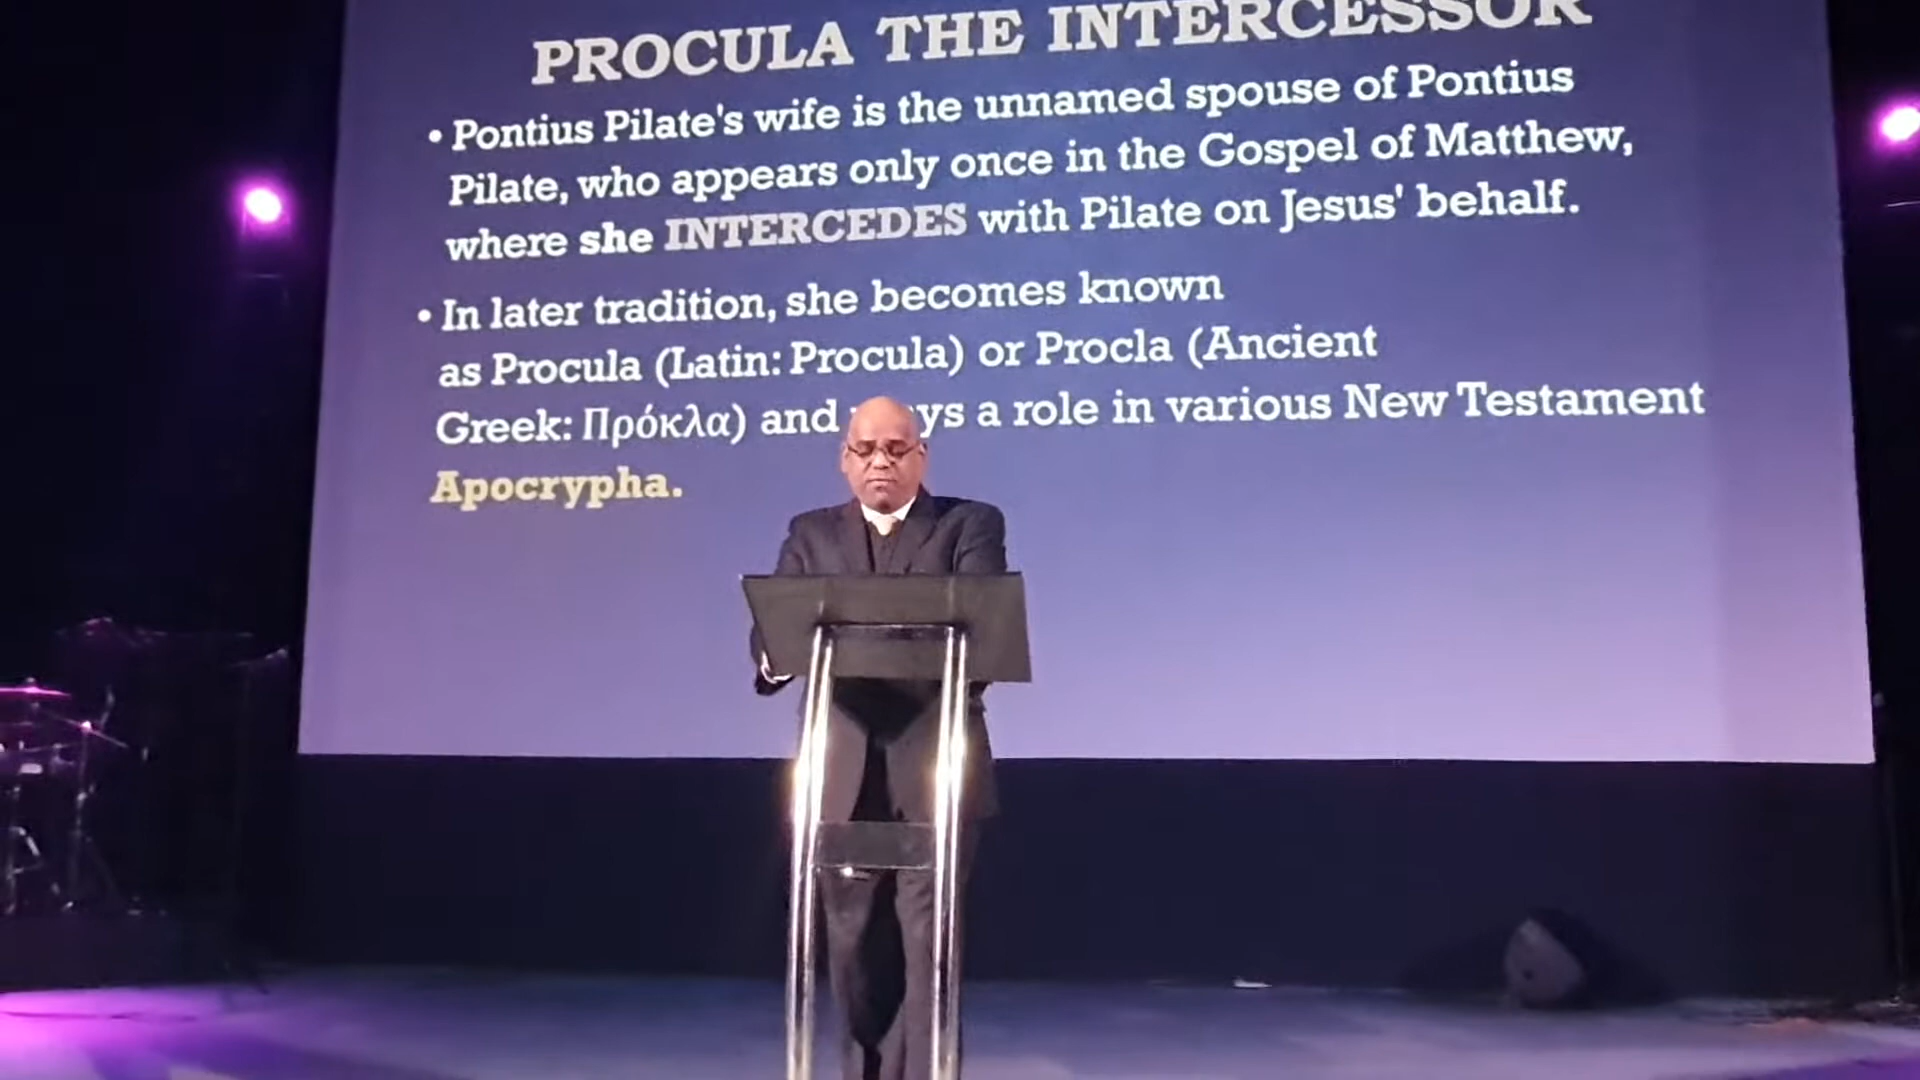 PROCULA THE INTERCESSOR
• Pontius Pilate's wife is the unnamed spouse of Pontius
Pilate, who appears only once in the Gospel of Matthew,
where she INTERCEDES with Pilate on Jesus' behalf.
• In later tradition, she becomes known
as Procula (Latin: Procula) or Procla (Ancient
Greek: Πρόκλα) and a role in various New Testament
Apocrypha.